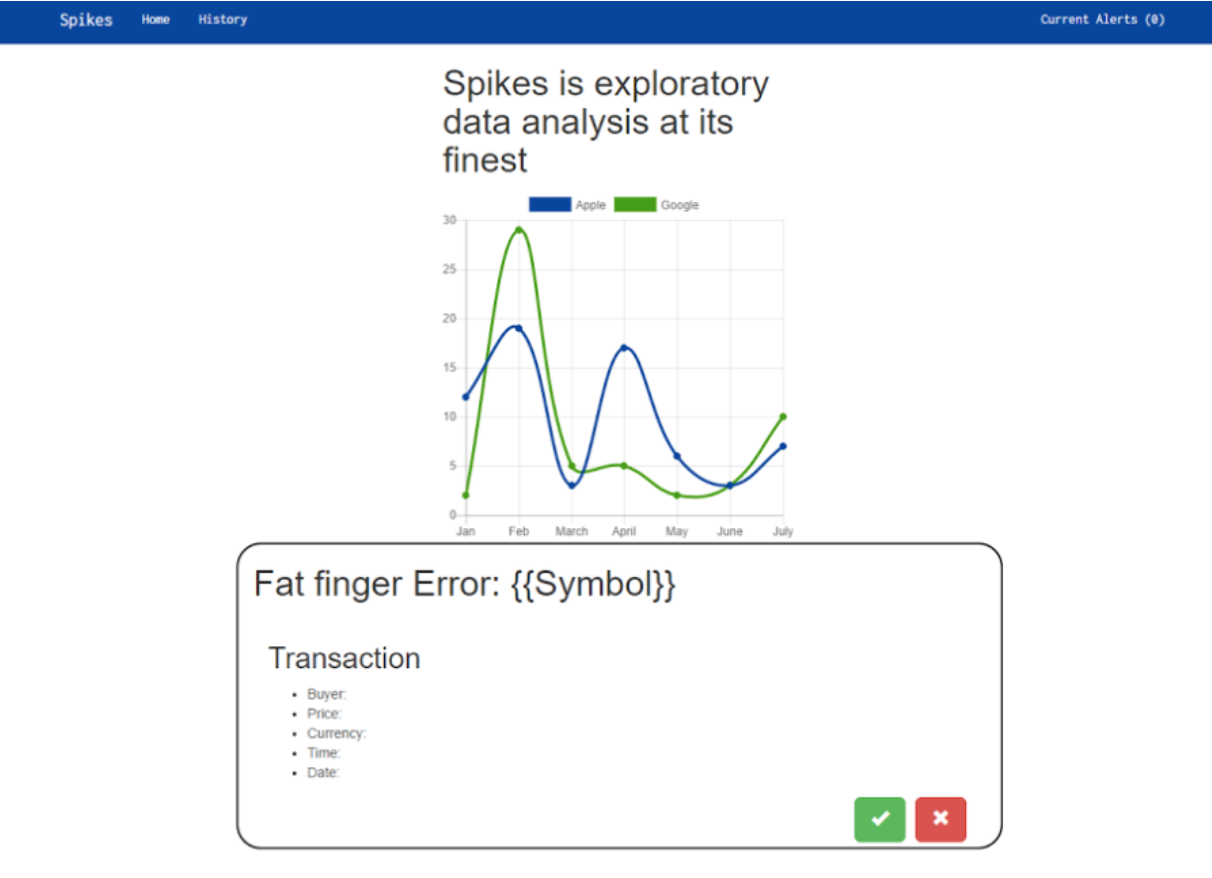 Spikes Home History Current Alerts (0)
Spikes is exploratory
data analysis at its
finest
Apple Google
30
25
20
15
10
5
0
Jan Feb March April May June July
Fat finger Error: {{Symbol}}
Transaction
• Buyer:
• Price:
• Currency:
• Time:
• Date: